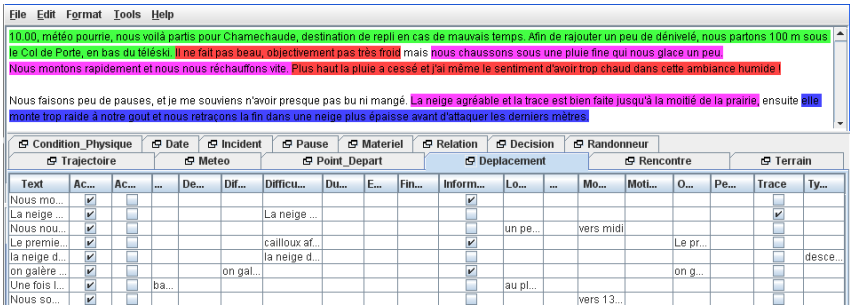 File Edit Format Tools Help
10.00, météo pourrie, nous voilà partis pour Chamechaude, destination de repli en cas de mauvais temps. Afin de rajouter un peu de dénivelé, nous partons 100 m sous
le Col de Porte, en bas du téléski. Il ne fait pas beau, objectivement pas très froid mais nous chaussons sous une pluie fine qui nous glace un peu.
Nous montons rapidement et nous nous réchauffons vite. Plus haut la pluie a cessé et j'ai même le sentiment d'avoir trop chaud dans cette ambiance humide !
Nous faisons peu de pauses, et je me souviens n'avoir presque pas bu ni mangé. La neige agréable et la trace est bien faite jusqu'à la moitié de la prairie, ensuite elle
monte trop raide à notre gout et nous retraçons la fin dans une neige plus épaisse avant d'attaquer les derniers mètres.
Condition_Physique Date Incident Pause Materiel Relation Decision Randonneur
Trajectoire Meteo Point_Depart Deplacement Rencontre Terrain
Text Ac... Ac... ... De... Dif... Difficu... Du... E... Fin... Inform... Lo... ... Mo... Moti... O... Pe... Trace Ty...
Nous mo...
La neige ... La neige ...
Nous nou... un pe... vers midi
Le premie... cailloux af... Le pr...
la neige d... la neige d... desce...
on galère ... on gal... on g...
Une fois l... ba... au pl...
Nous so... vers 13...